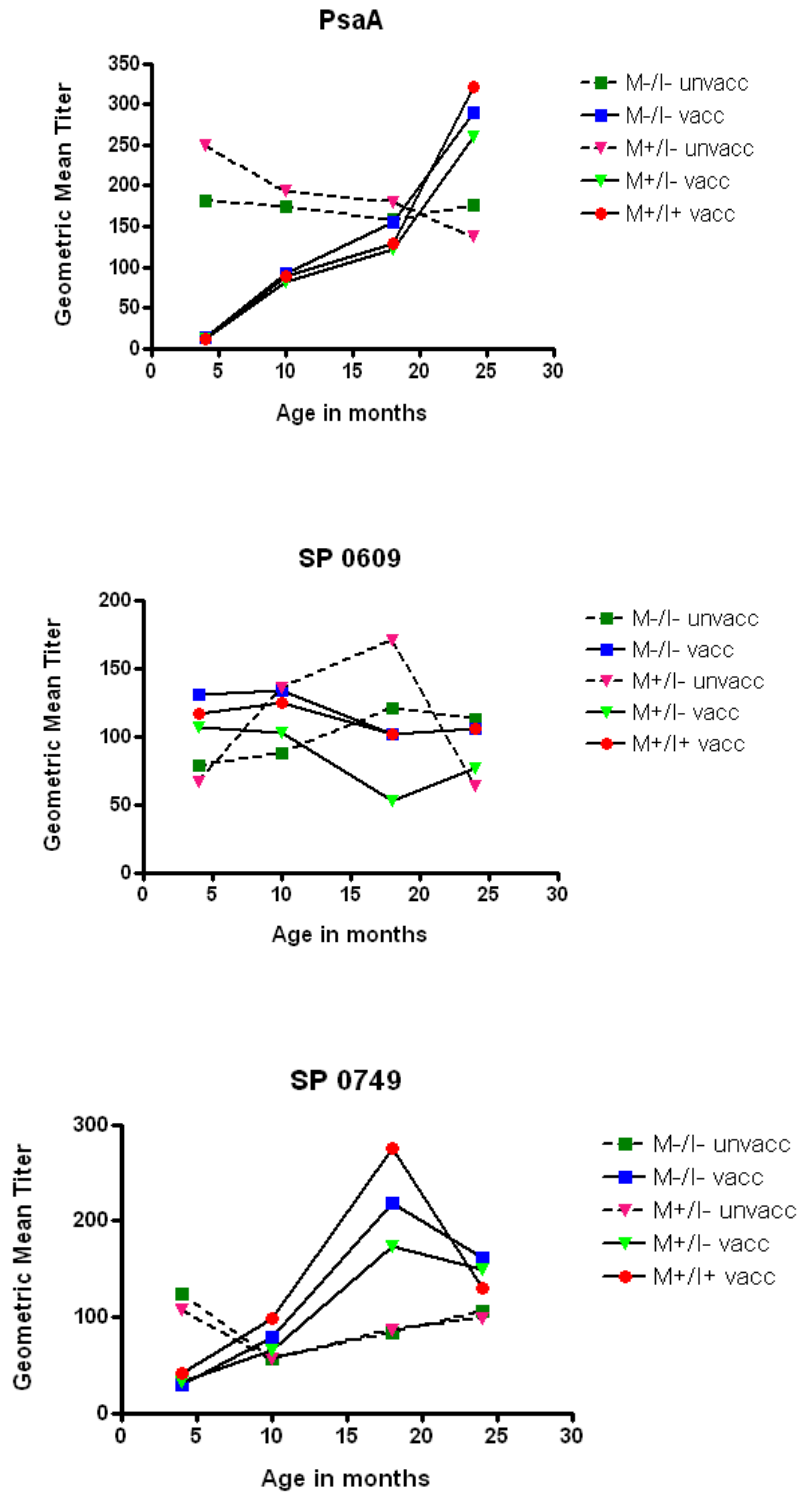 PsaA
350
300
250
200
150
100
50
0
Geometric Mean Titer
0 5 10 15 20 25 30
Age in months
M-/I- unvacc
M-/I- vacc
M+/I- unvacc
M+/I- vacc
M+/I+ vacc
SP 0609
200
150
100
50
0
Geometric Mean Titer
0 5 10 15 20 25 30
Age in months
M-/I- unvacc
M-/I- vacc
M+/I- unvacc
M+/I- vacc
M+/I+ vacc
SP 0749
300
200
100
0
Geometric Mean Titer
0 5 10 15 20 25 30
Age in months
M-/I- unvacc
M-/I- vacc
M+/I- unvacc
M+/I- vacc
M+/I+ vacc